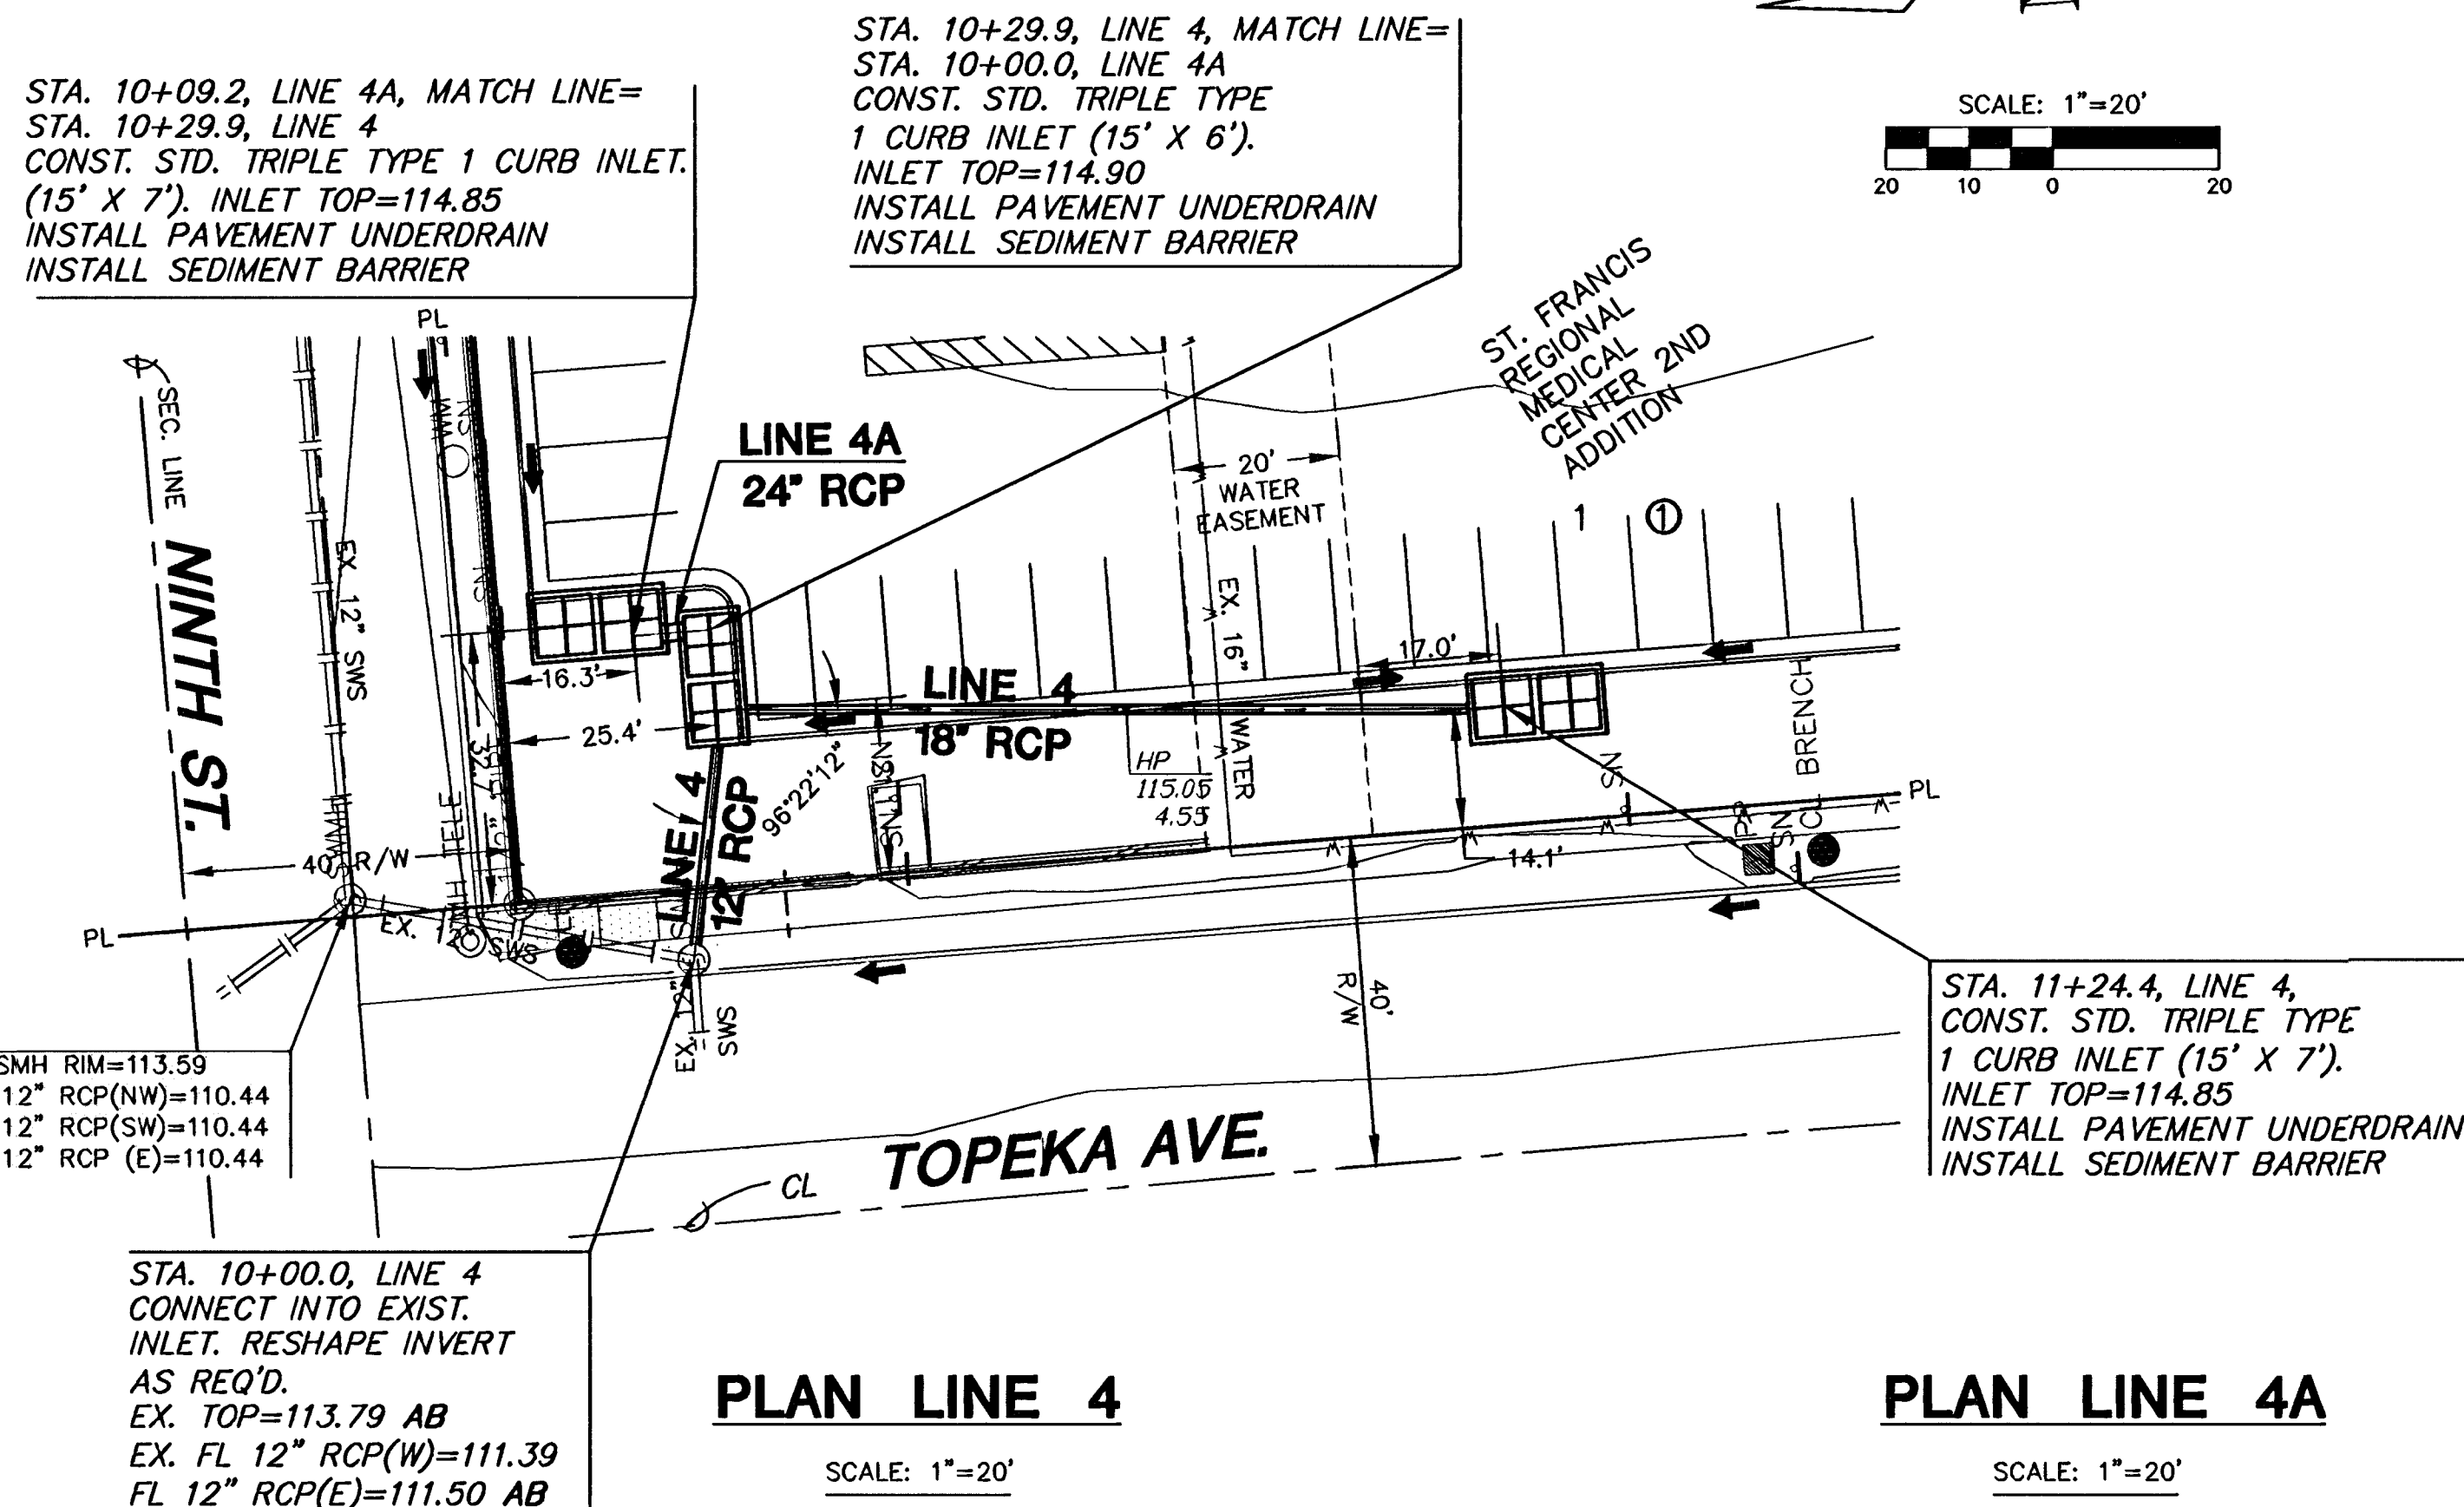 STA. 10+09.2, LINE 4A, MATCH LINE=
STA. 10+29.9, LINE 4
CONST. STD. TRIPLE TYPE 1 CURB INLET.
(15' X 7'). INLET TOP=114.85
INSTALL PAVEMENT UNDERDRAIN
INSTALL SEDIMENT BARRIER
STA. 10+29.9, LINE 4, MATCH LINE=
STA. 10+00.0, LINE 4A
CONST. STD. TRIPLE TYPE
1 CURB INLET (15' X 6').
INLET TOP=114.90
INSTALL PAVEMENT UNDERDRAIN
INSTALL SEDIMENT BARRIER
SCALE: 1"=20'
20 10 0 20
ST. FRANCIS
REGIONAL
MEDICAL
CENTER 2ND
ADDITION
PL
SEC. LINE
NINTH ST.
EX. 12" SWS
WM
SN
SN
LINE 4A
24" RCP
20'
WATER
EASEMENT
EX. 16"
WATER
1 1
16.3'
25.4'
32.7'
LINE 4
18" RCP
17.0'
LINE 4
12" RCP
96°22'12"
HP
115.05
4.55
SN
BRENCH
PL
14.1'
40' R/W
TELE
SWMH
PL
EX.
SWS
EX. 12"
SWS
40'
R/W
SN
TOPEKA AVE.
CL
SMH RIM=113.59
12" RCP(NW)=110.44
12" RCP(SW)=110.44
12" RCP (E)=110.44
STA. 11+24.4, LINE 4,
CONST. STD. TRIPLE TYPE
1 CURB INLET (15' X 7').
INLET TOP=114.85
INSTALL PAVEMENT UNDERDRAIN
INSTALL SEDIMENT BARRIER
STA. 10+00.0, LINE 4
CONNECT INTO EXIST.
INLET. RESHAPE INVERT
AS REQ'D.
EX. TOP=113.79 AB
EX. FL 12" RCP(W)=111.39
FL 12" RCP(E)=111.50 AB
PLAN LINE 4
SCALE: 1"=20'
PLAN LINE 4A
SCALE: 1"=20'